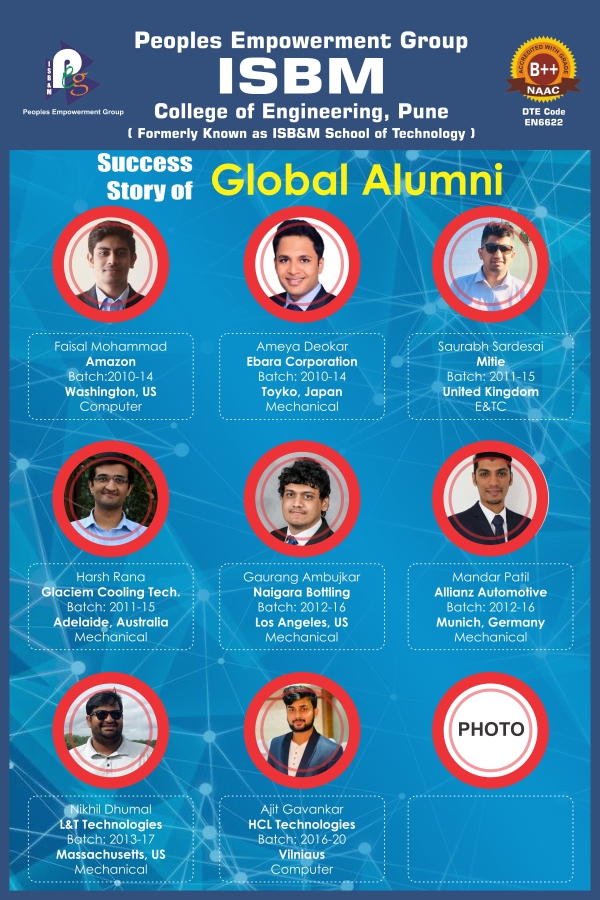 Peoples Empowerment Group
ISBM
College of Engineering, Pune
( Formerly Known as ISB&M School of Technology )
ISB&M
Peg
Peoples Empowerment Group
ACCREDITED WITH GRADE
B++
NAAC
DTE Code
EN6622
Success
Story of
Global Alumni
Faisal Mohammad
Amazon
Batch:2010-14
Washington, US
Computer
Ameya Deokar
Ebara Corporation
Batch: 2010-14
Toyko, Japan
Mechanical
Saurabh Sardesai
Mitie
Batch: 2011-15
United Kingdom
E&TC
Harsh Rana
Glaciem Cooling Tech.
Batch: 2011-15
Adelaide, Australia
Mechanical
Gaurang Ambujkar
Naigara Bottling
Batch: 2012-16
Los Angeles, US
Mechanical
Mandar Patil
Allianz Automotive
Batch: 2012-16
Munich, Germany
Mechanical
Nikhil Dhumal
L&T Technologies
Batch: 2013-17
Massachusetts, US
Mechanical
Ajit Gavankar
HCL Technologies
Batch: 2016-20
Vilniaus
Computer
PHOTO